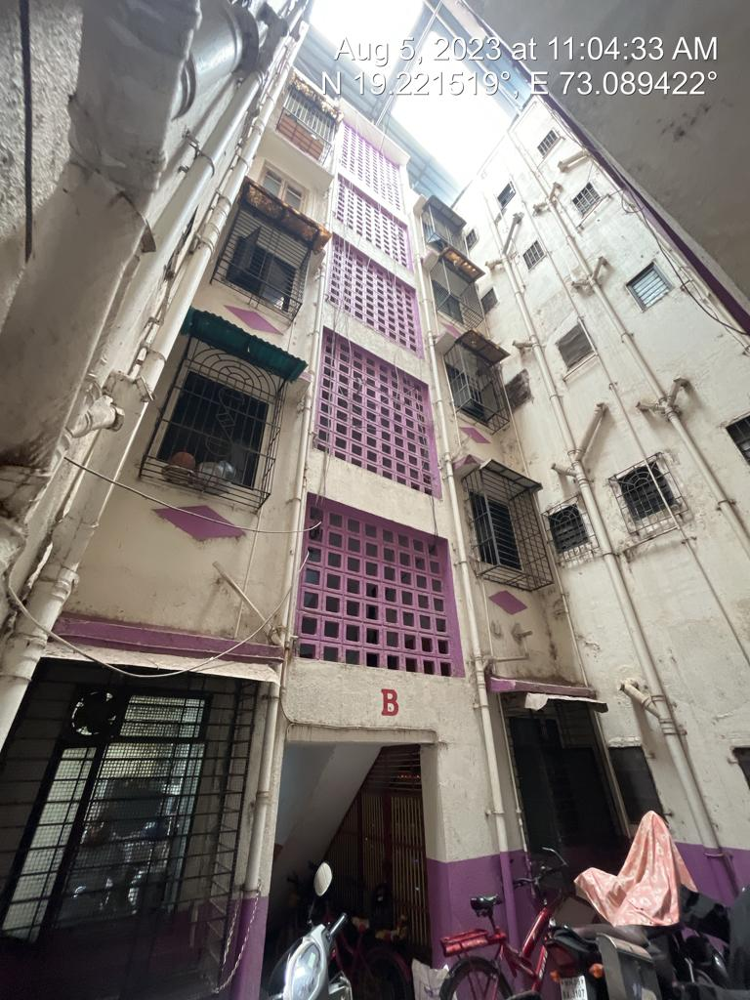 Aug 5, 2023 at 11:04:33 AM
N 19.221519°, E 73.089422°
B